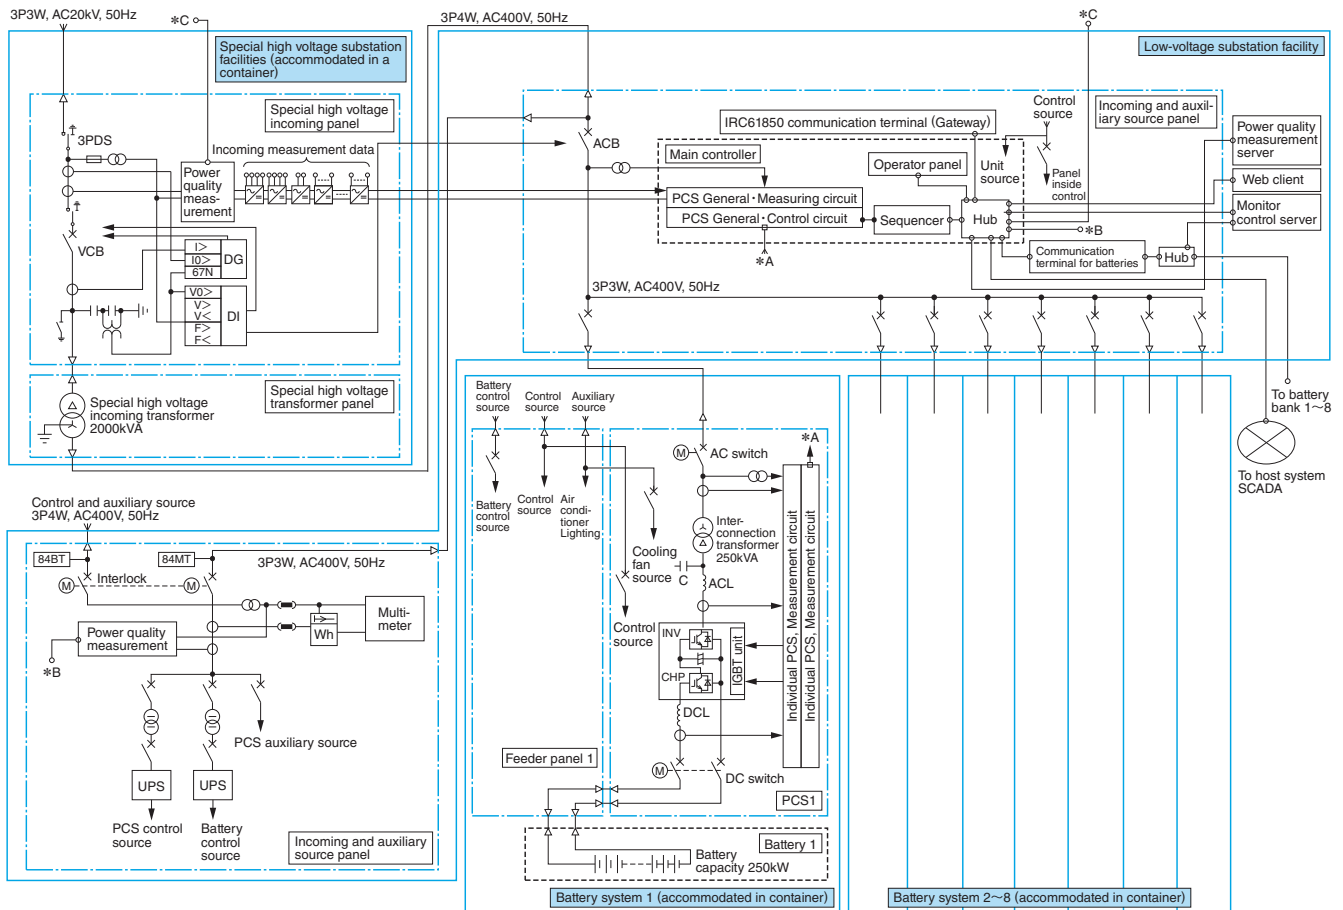 3P3W, AC20kV, 50Hz
*C
3P4W, AC400V, 50Hz
*C
Special high voltage substation
facilities (accommodated in a
container)
Low-voltage substation facility
Special high voltage
incoming panel
3PDS
Incoming measurement data
Power
quality
meas-
urement
VCB
I>
I0>
67N
DG
V0>
V>
V<
F>
F<
DI
Special high voltage
incoming transformer
2000kVA
Special high voltage
transformer panel
ACB
IRC61850 communication terminal (Gateway)
Control
source
Incoming and auxil-
iary source panel
Main controller
Operator panel
Unit
source
Panel
inside
control
PCS General・Measuring circuit
PCS General・Control circuit
Sequencer
Hub
*A
*B
Communication
terminal for batteries
Hub
Power quality
measurement
server
Web client
Monitor
control server
3P3W, AC400V, 50Hz
To battery
bank 1~8
To host system
SCADA
Control and auxiliary source
3P4W, AC400V, 50Hz
84BT
84MT
3P3W, AC400V, 50Hz
M
Interlock
M
Power quality
measurement
*B
Wh
Multi-
meter
PCS auxiliary source
UPS
UPS
PCS control
source
Battery
control
source
Incoming and auxiliary
source panel
Battery
control
source
Control
source
Auxiliary
source
Battery
control
source
Control
source
Air
condi-
tioner
Lighting
Cooling
fan
source
Control
source
Feeder panel 1
M
AC switch
*A
Inter-
connection
transformer
250kVA
C
ACL
INV
CHP
IGBT unit
DCL
M
DC switch
Individual PCS, Measurement circuit
Individual PCS, Measurement circuit
PCS1
Battery 1
Battery
capacity 250kW
Battery system 1 (accommodated in container)
Battery system 2~8 (accommodated in container)